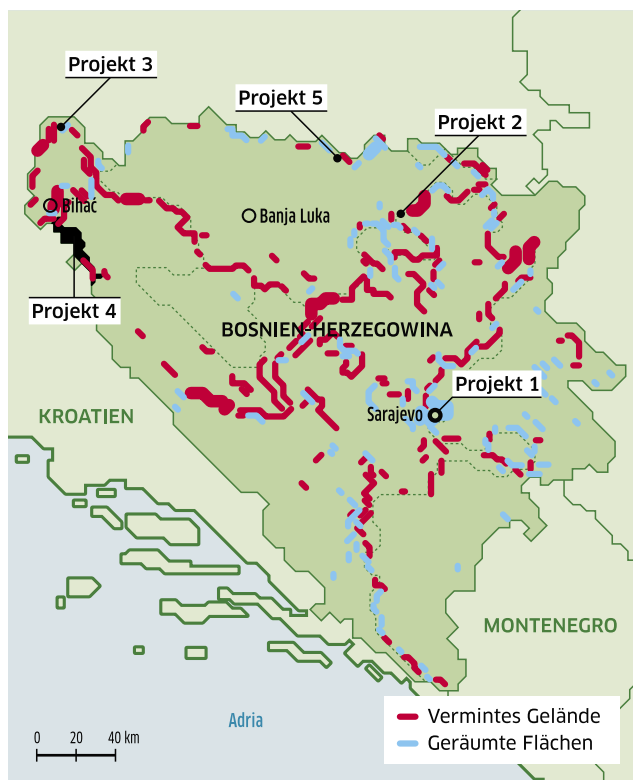 Projekt 3
Projekt 5
Projekt 2
Bihać
Banja Luka
Projekt 4
BOSNIEN-HERZEGOWINA
Projekt 1
Sarajevo
KROATIEN
MONTENEGRO
Adria
0 20 40 km
Vermintes Gelände
Geräumte Flächen